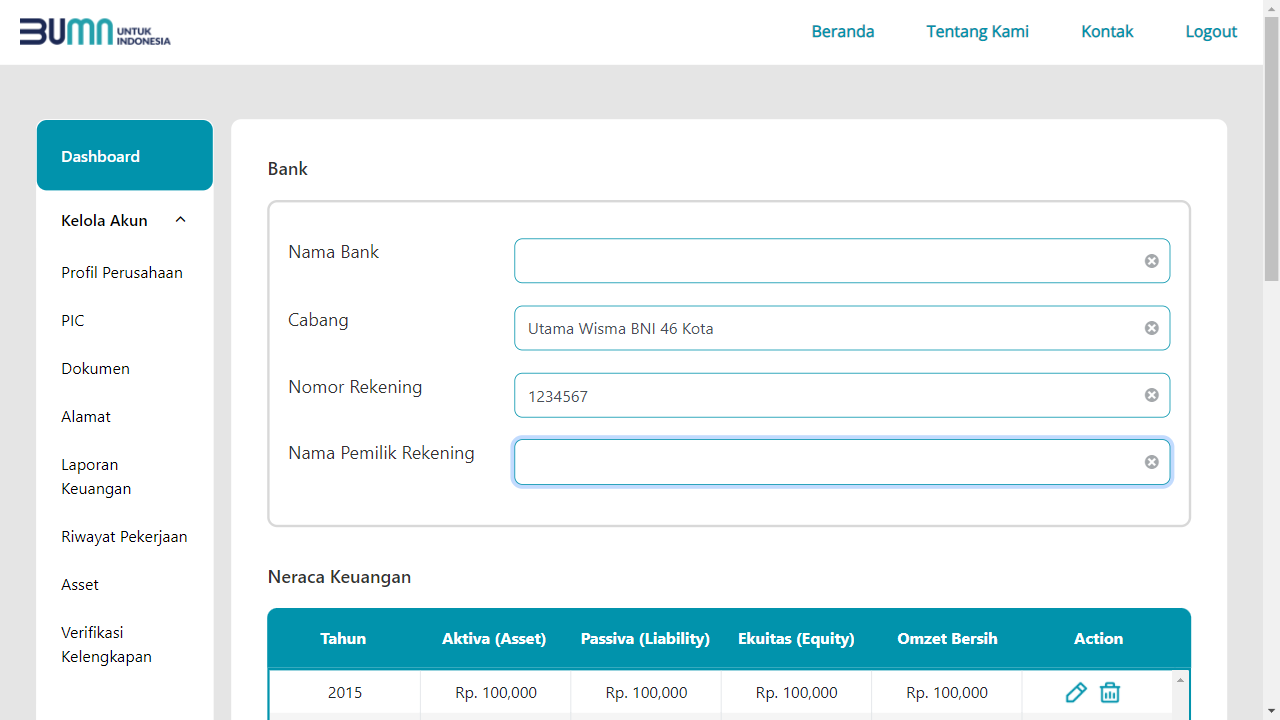 BUMN UNTUK INDONESIA
Beranda
Tentang Kami
Kontak
Logout
Dashboard
Kelola Akun
Profil Perusahaan
PIC
Dokumen
Alamat
Laporan
Keuangan
Riwayat Pekerjaan
Asset
Verifikasi
Kelengkapan
Bank
Nama Bank
Cabang
Utama Wisma BNI 46 Kota
Nomor Rekening
1234567
Nama Pemilik Rekening
Neraca Keuangan
Tahun Aktiva (Asset) Passiva (Liability) Ekuitas (Equity) Omzet Bersih Action
2015 Rp. 100,000 Rp. 100,000 Rp. 100,000 Rp. 100,000